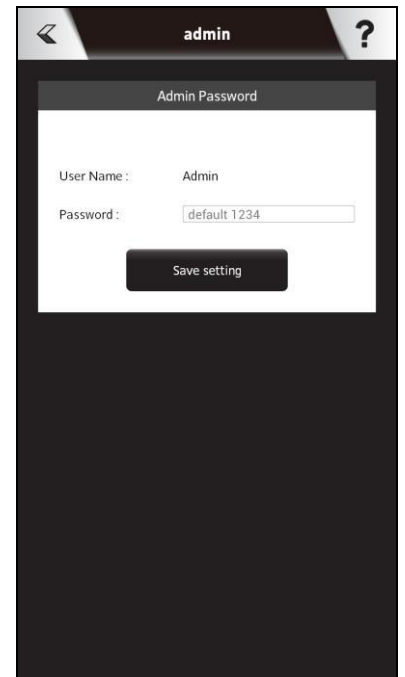 admin
?
Admin Password
User Name : Admin
Password : default 1234
Save setting